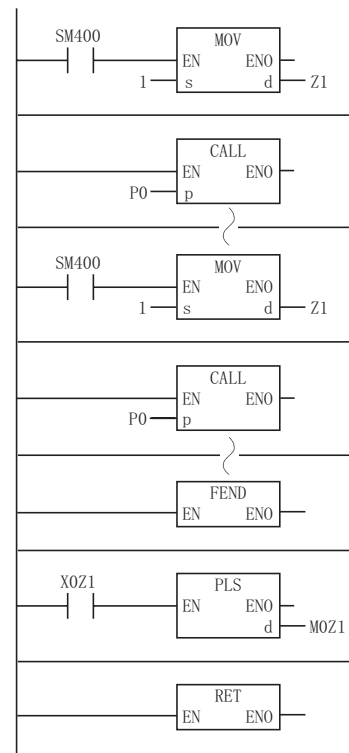 SM400
MOV
EN ENO
1 s d Z1
CALL
EN ENO
P0 p
SM400
MOV
EN ENO
1 s d Z1
CALL
EN ENO
P0 p
FEND
EN ENO
X0Z1
PLS
EN ENO
d M0Z1
RET
EN ENO